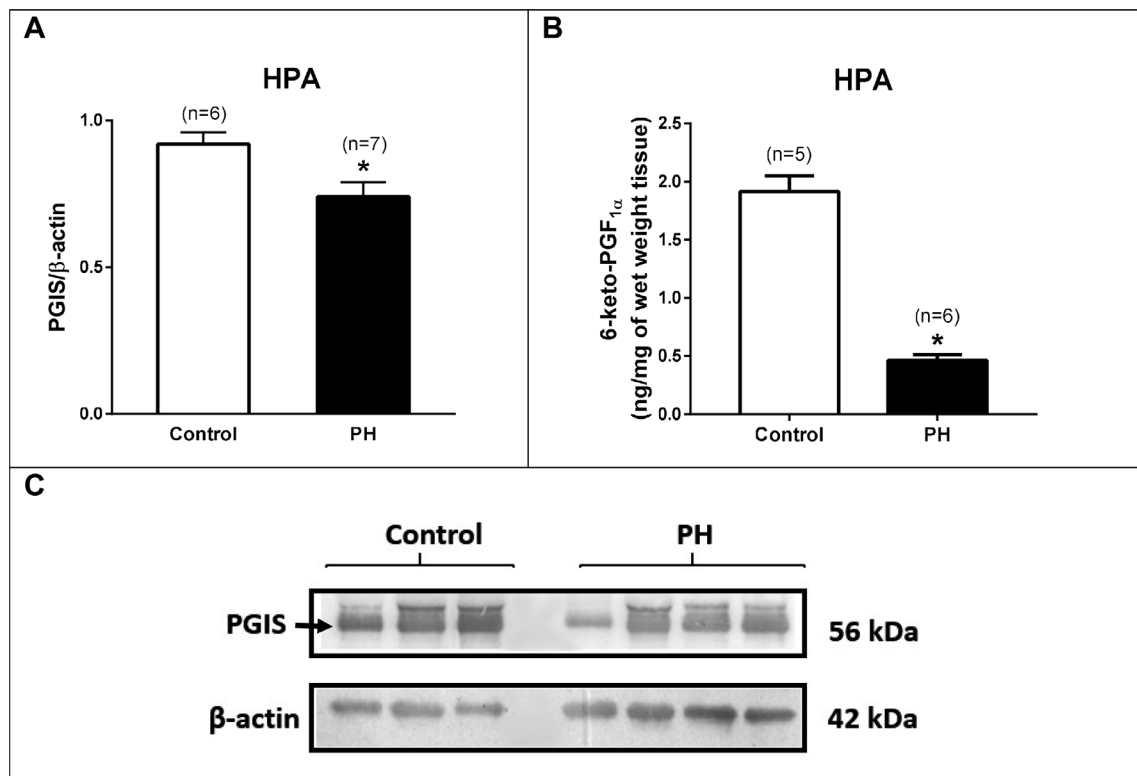 A
HPA
(n=6)
(n=7)
*
1.0
0.5
0.0
PGIS/β-actin
Control PH
B
HPA
(n=5)
(n=6)
*
2.5
2.0
1.5
1.0
0.5
0.0
6-keto-PGF1α
(ng/mg of wet weight tissue)
Control PH
C
Control PH
PGIS 56 kDa
β-actin 42 kDa